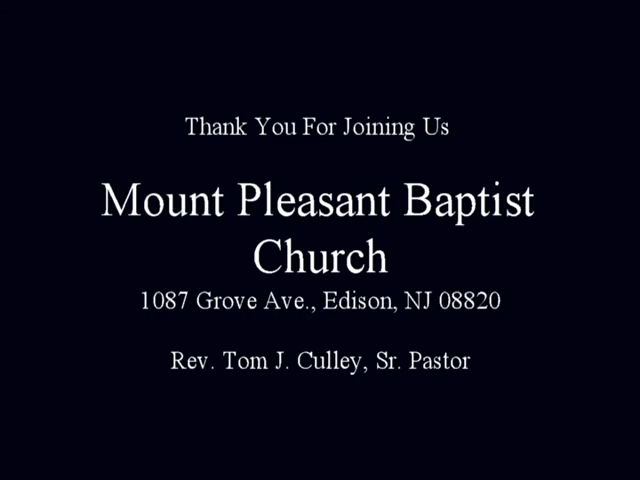 Thank You For Joining Us
Mount Pleasant Baptist
Church
1087 Grove Ave., Edison, NJ 08820
Rev. Tom J. Culley, Sr. Pastor